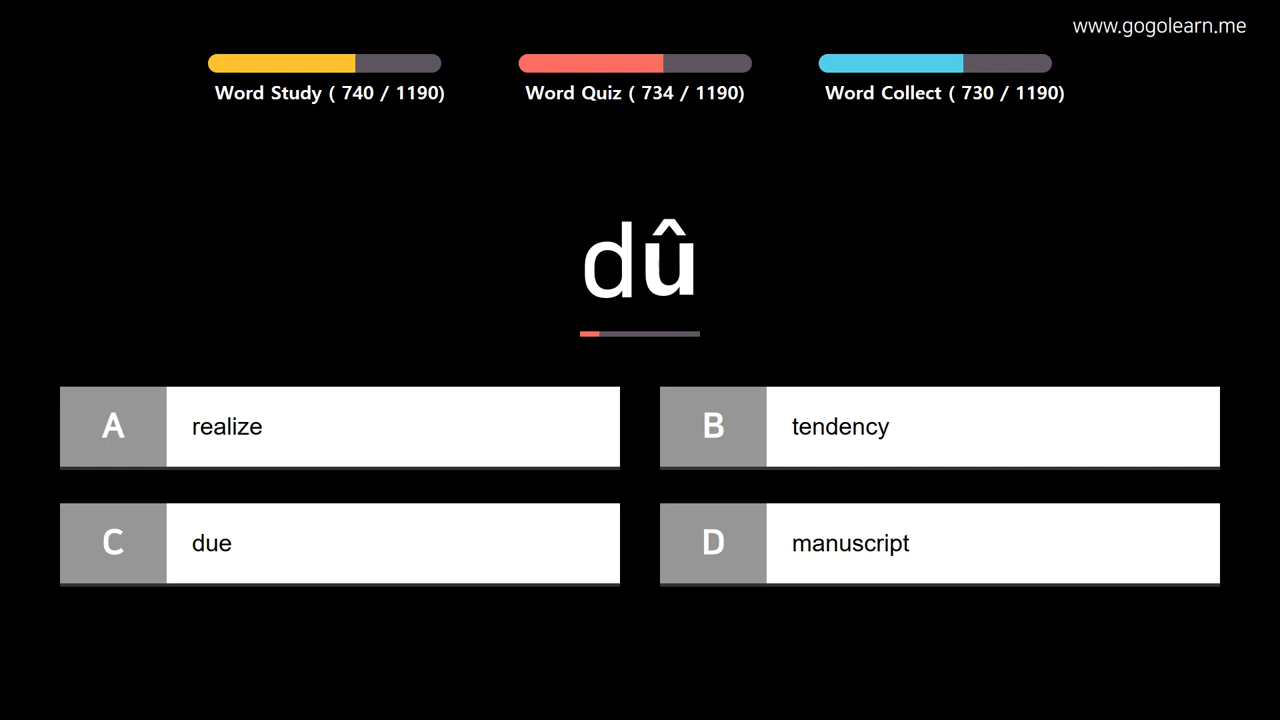 www.gogolearn.me
Word Study ( 740 / 1190)
Word Quiz ( 734 / 1190)
Word Collect ( 730 / 1190)
dû
A realize
B tendency
C due
D manuscript